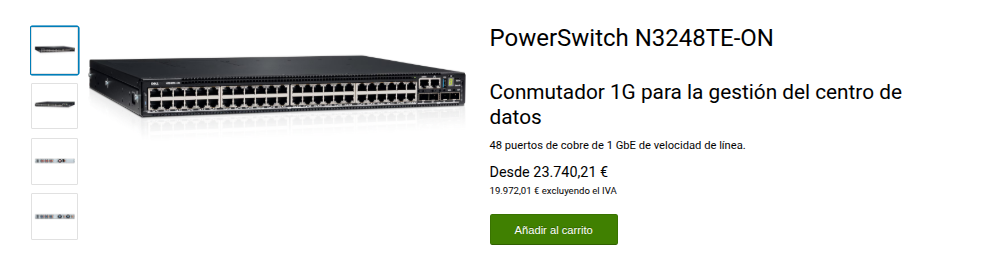 PowerSwitch N3248TE-ON
Conmutador 1G para la gestión del centro de
datos
48 puertos de cobre de 1 GbE de velocidad de línea.
Desde 23.740,21 €
19.972,01 € excluyendo el IVA
Añadir al carrito